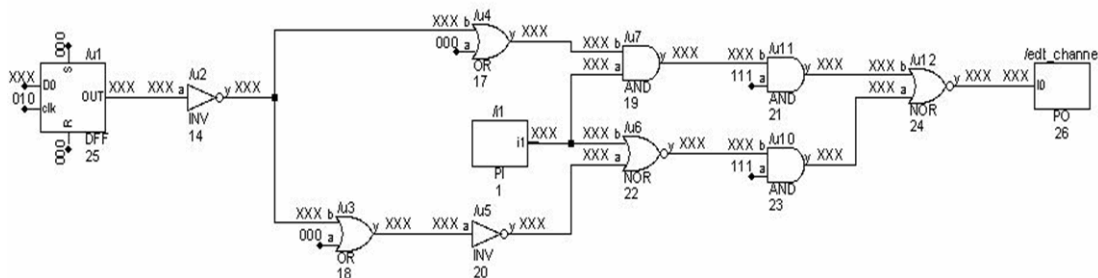 000
/u1
S
XXX
D0
010
clk
OUT
R
000
DFF
25
XXX
XXX a
/u2
y XXX
INV
14
XXX b
/u4
000
a
y XXX
OR
17
XXX b
/u3
000
a
y XXX
OR
18
XXX a
/u5
y XXX
INV
20
/i1
i1
XXX
PI
1
XXX b
/u7
XXX a
y XXX
AND
19
XXX b
/u6
XXX a
y XXX
NOR
22
XXX b
/u11
111
a
y XXX
AND
21
XXX b
/u10
111
a
y XXX
AND
23
XXX b
/u12
XXX a
y XXX
NOR
24
XXX
/edt_channe
I0
PO
26